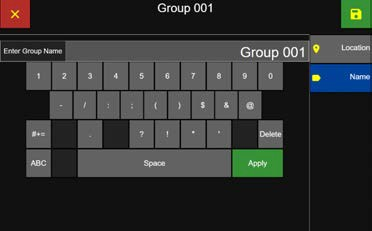 Group 001
Location
Enter Group Name Group 001
Name
1 2 3 4 5 6 7 8 9 0
- / : ; ( ) $ & @
#+= . ? ! * ' Delete
ABC Space Apply